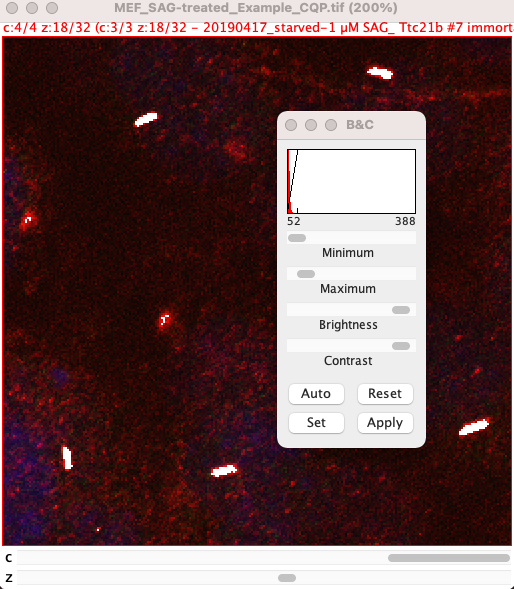 MEF_SAG-treated_Example_CQP.tif (200%)
c:4/4 z:18/32 (c:3/3 z:18/32 - 20190417_starved-1 µM SAG_ Ttc21b #7 immort
B&C
52 388
Minimum
Maximum
Brightness
Contrast
Auto Reset
Set Apply
C
Z